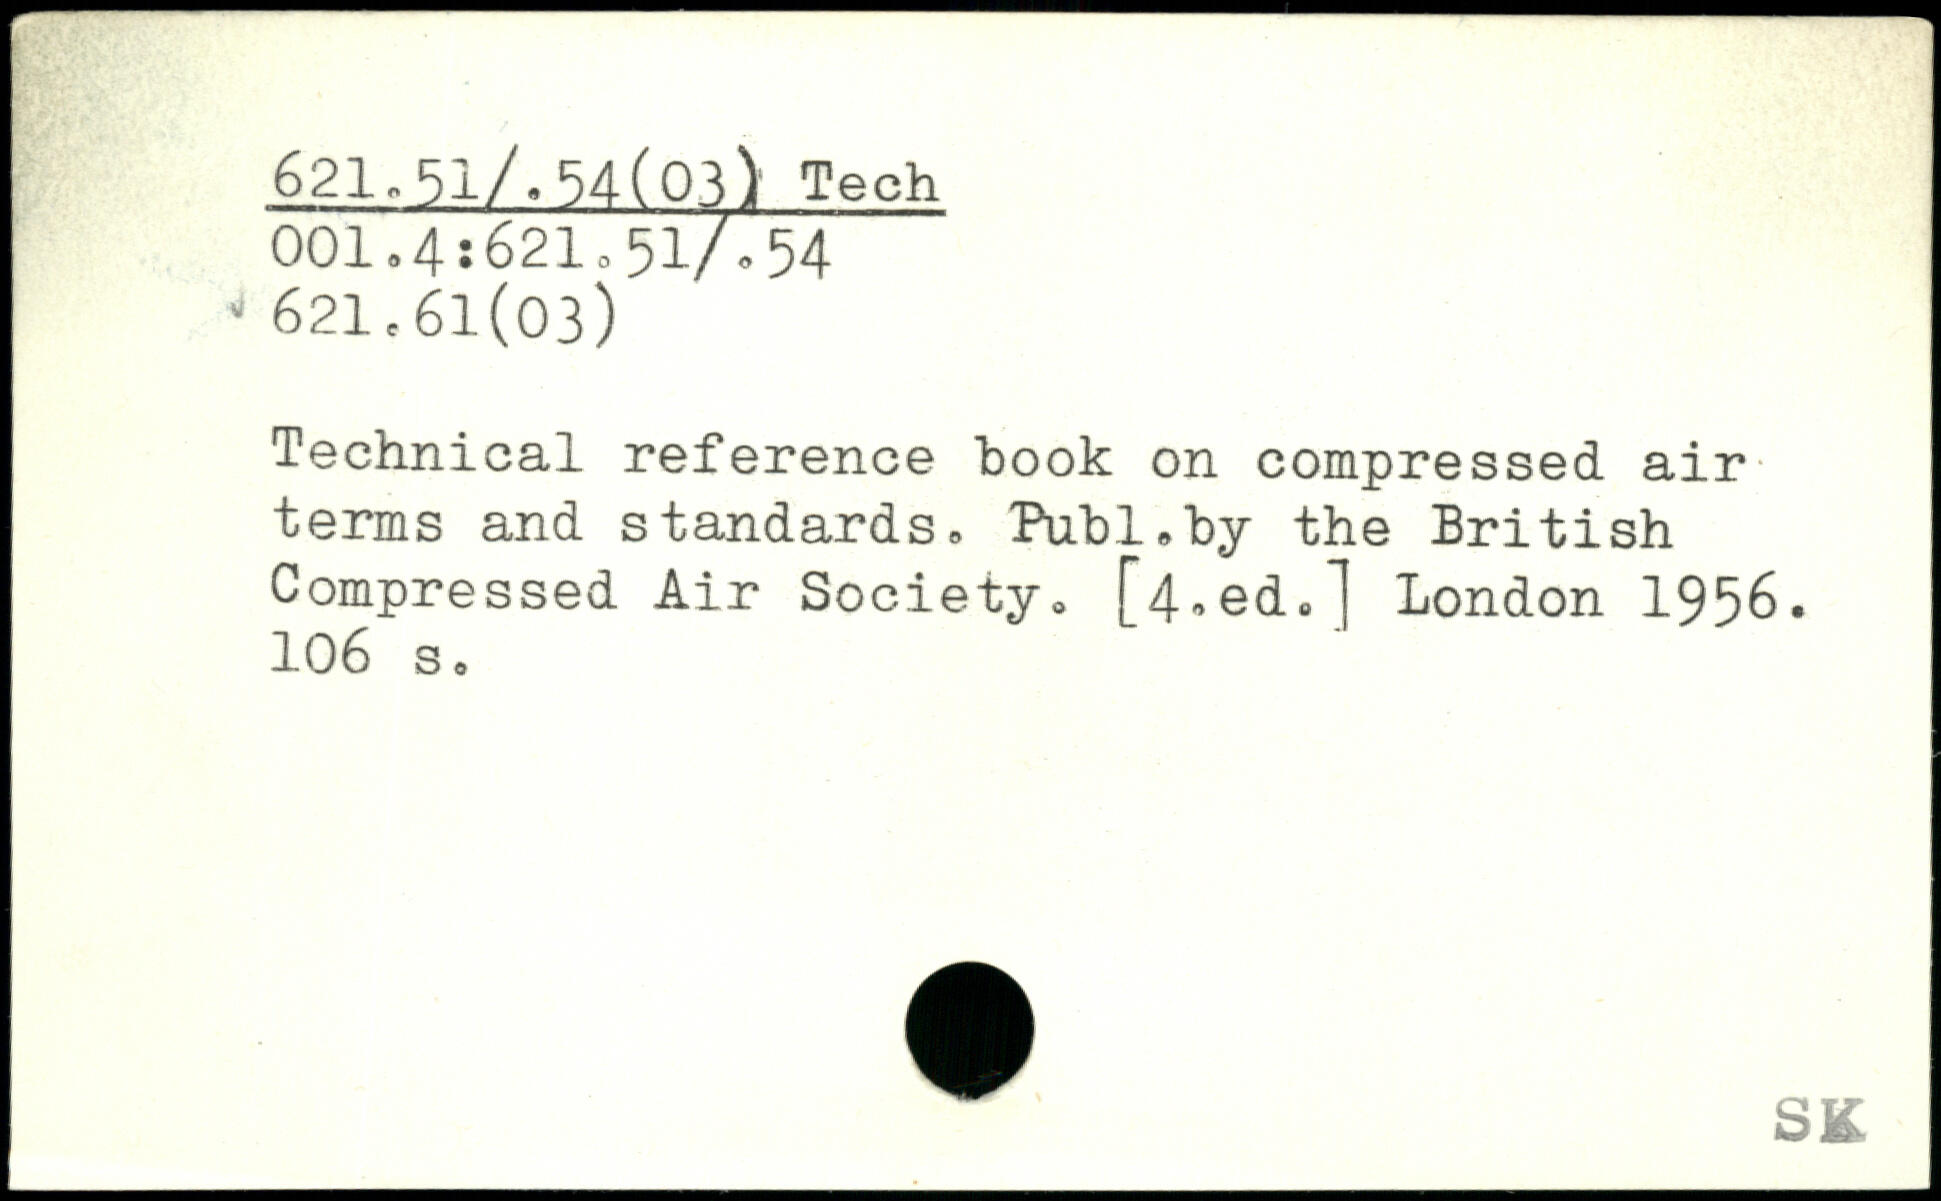 621.51/.54(03) Tech
001.4:621.51/.54
621.61(03)
Technical reference book on compressed air
terms and standards. Publ.by the British
Compressed Air Society. [4.ed.] London 1956.
106 s.
SK